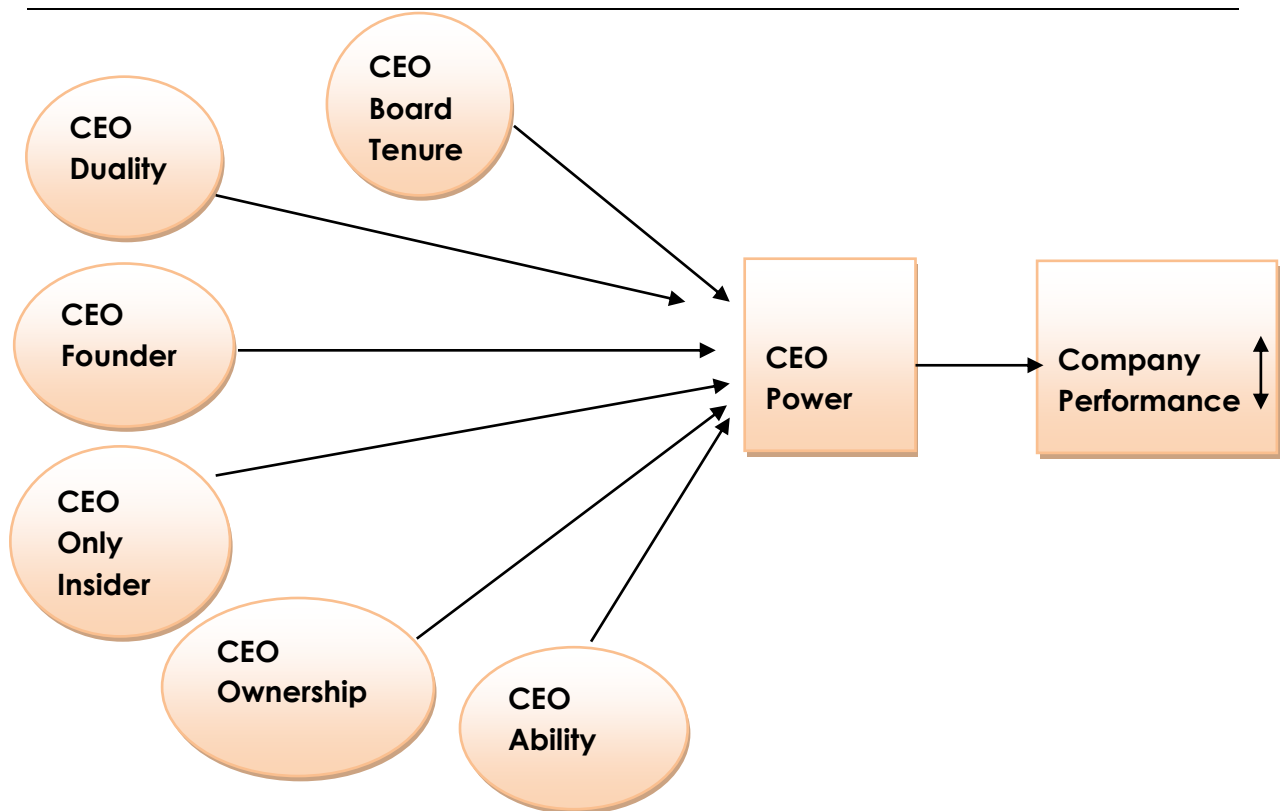 CEO
Board
Tenure
CEO
Duality
CEO
Founder
CEO
Only
Insider
CEO
Ownership
CEO
Ability
CEO
Power
Company
Performance